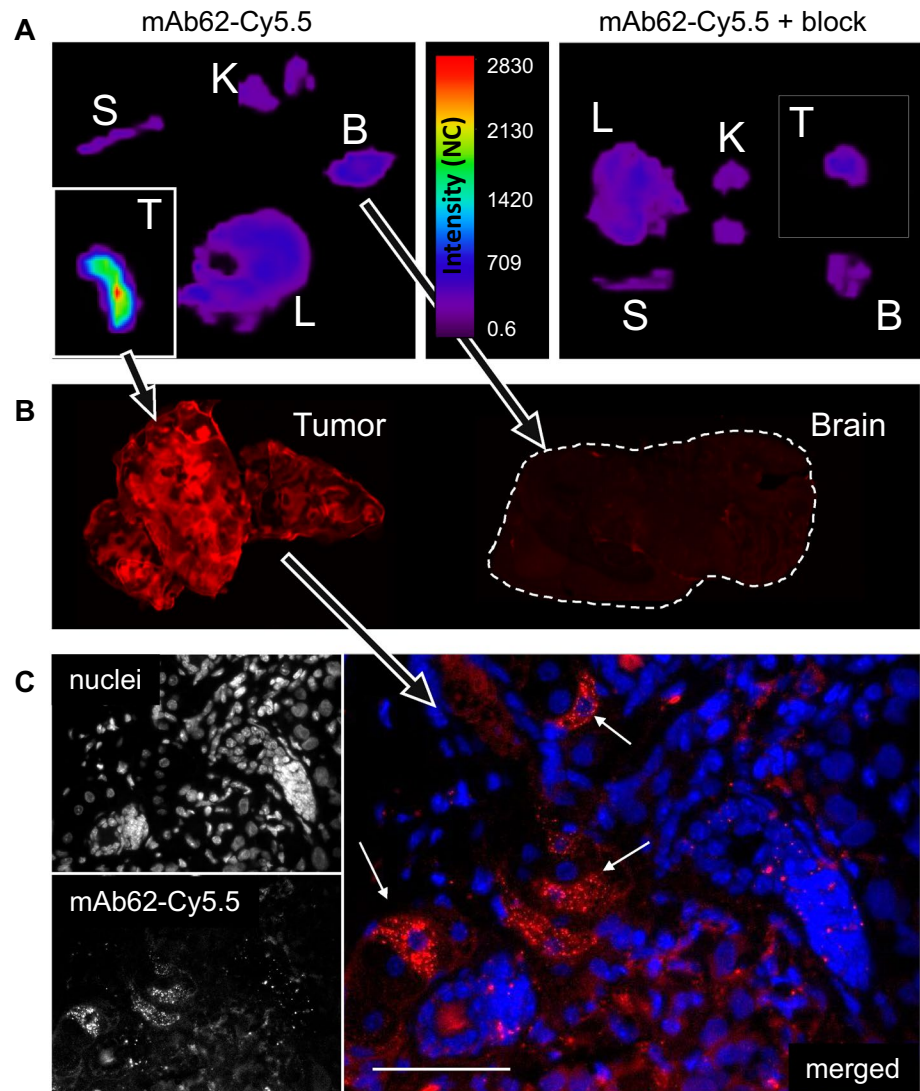 A
mAb62-Cy5.5
mAb62-Cy5.5 + block
K
S
B
T
L
Intensity (NC)
2830
2130
1420
709
0.6
L
K
T
S
B
B
Tumor
Brain
C
nuclei
mAb62-Cy5.5
merged